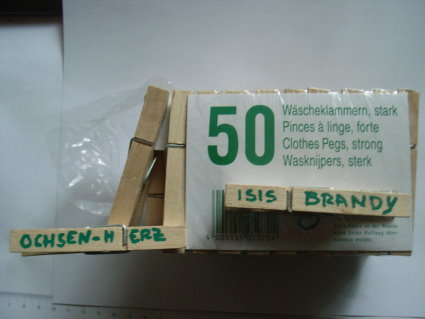 50
Wäscheklammern, stark
Pinces à linge, forte
Clothes Pegs, strong
Wasknijpers, sterk
ISIS BRANDY
OCHSEN-HERZ